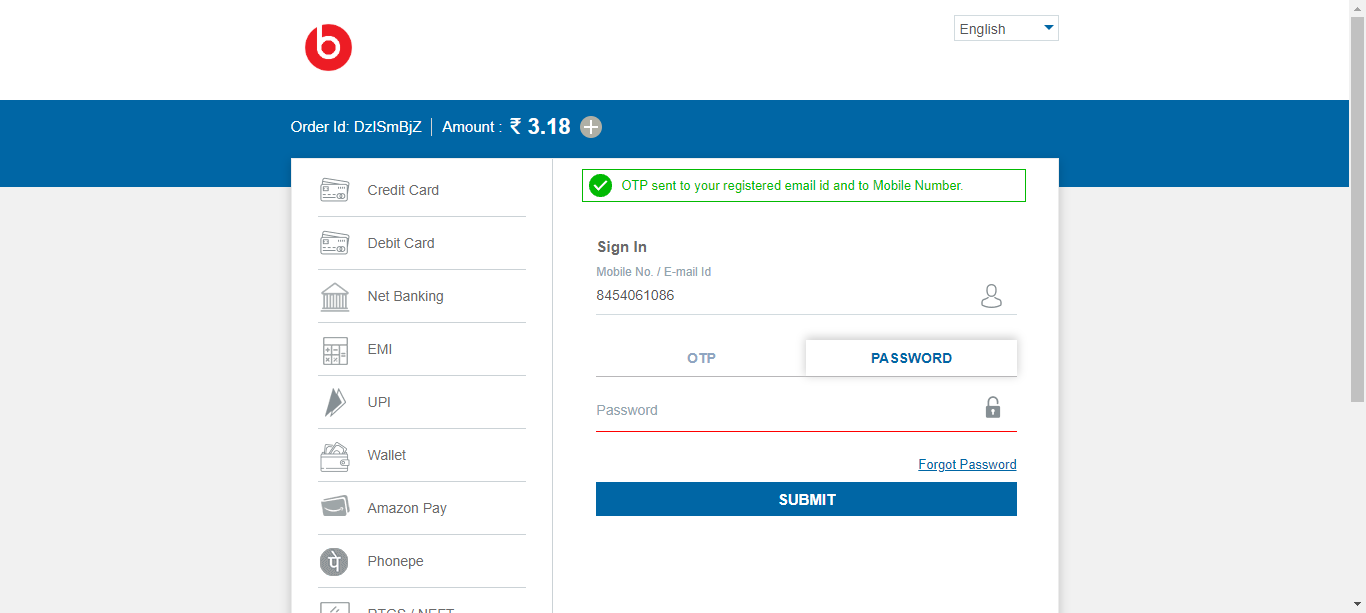 b
English
Order Id: DzISmBjZ | Amount : ₹ 3.18
Credit Card
Debit Card
Net Banking
EMI
UPI
Wallet
Amazon Pay
Phonepe
RTGS / NEFT
OTP sent to your registered email id and to Mobile Number.
Sign In
Mobile No. / E-mail Id
8454061086
OTP PASSWORD
Password
Forgot Password
SUBMIT